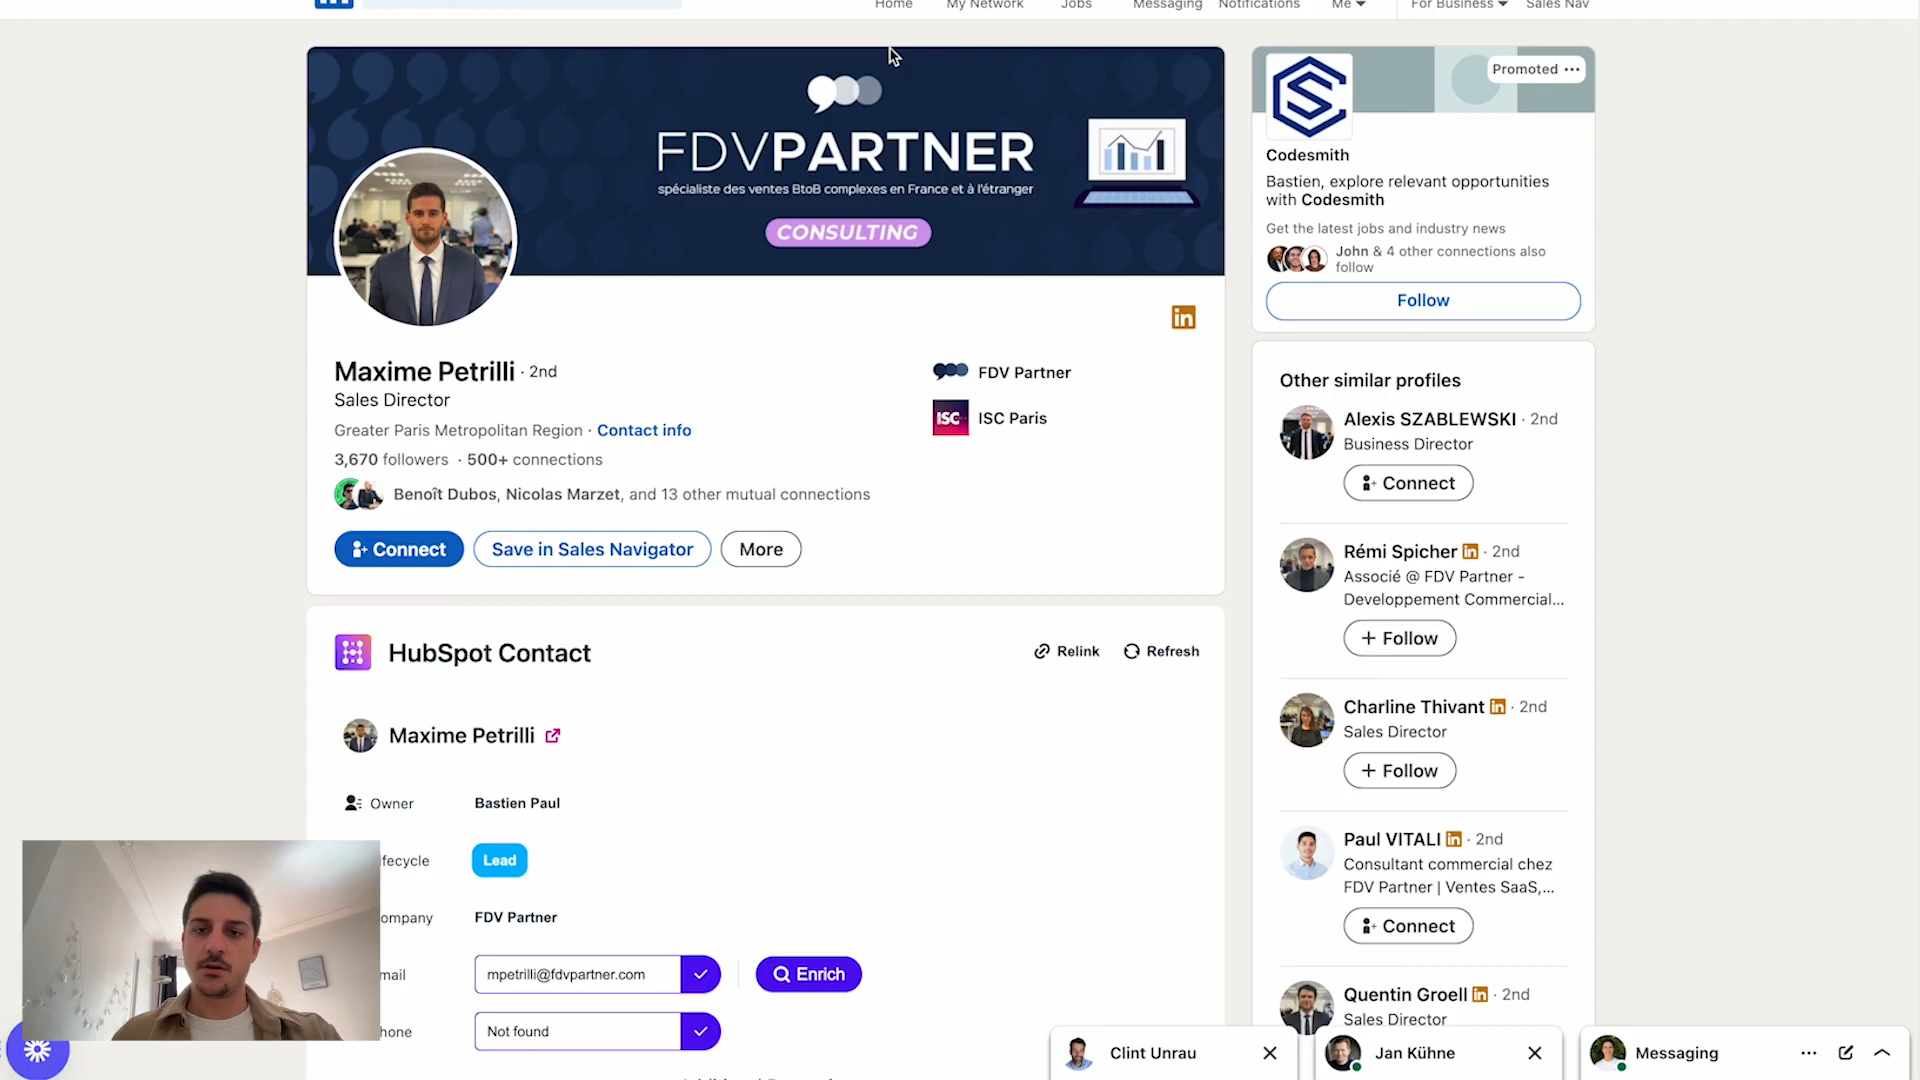 Home
My Network
Jobs
Messaging
Notifications
Me
For Business
Sales Nav
FDVPARTNER
spécialiste des ventes BtoB complexes en France et à l'étranger
CONSULTING
Maxime Petrilli · 2nd
Sales Director
Greater Paris Metropolitan Region · Contact info
3,670 followers · 500+ connections
Benoît Dubos, Nicolas Marzet, and 13 other mutual connections
Connect
Save in Sales Navigator
More
in
FDV Partner
ISC
ISC Paris
HubSpot Contact
Relink
Refresh
Maxime Petrilli
Owner
Bastien Paul
ifecycle
Lead
ompany
FDV Partner
mail
mpetrilli@fdvpartner.com
Enrich
hone
Not found
Promoted ···
Codesmith
Bastien, explore relevant opportunities
with Codesmith
Get the latest jobs and industry news
John & 4 other connections also
follow
Follow
Other similar profiles
Alexis SZABLEWSKI · 2nd
Business Director
Connect
Rémi Spicher in · 2nd
Associé @ FDV Partner -
Developpement Commercial...
+ Follow
Charline Thivant in · 2nd
Sales Director
+ Follow
Paul VITALI in · 2nd
Consultant commercial chez
FDV Partner | Ventes SaaS,...
Connect
Quentin Groell in · 2nd
Sales Director
Clint Unrau
Jan Kühne
Messaging